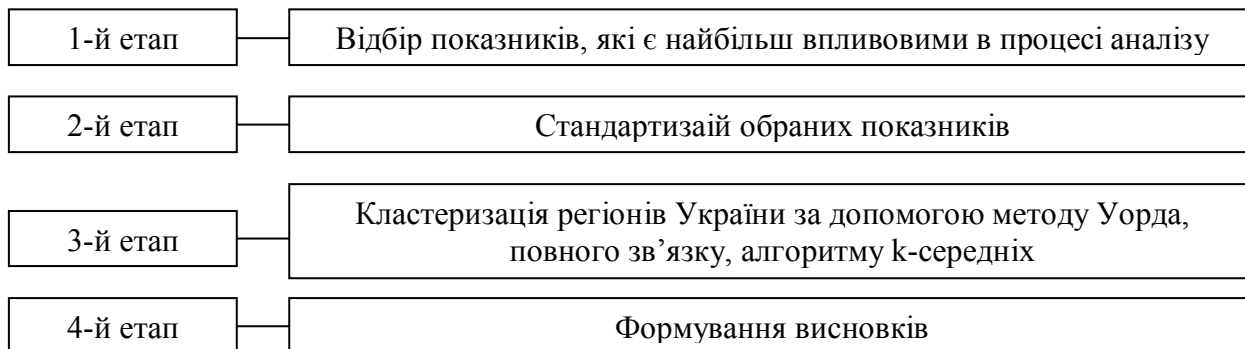 1-й етап
Відбір показників, які є найбільш впливовими в процесі аналізу
2-й етап
Стандартизаій обраних показників
3-й етап
Кластеризація регіонів України за допомогою методу Уорда,
повного зв’язку, алгоритму k-середніх
4-й етап
Формування висновків